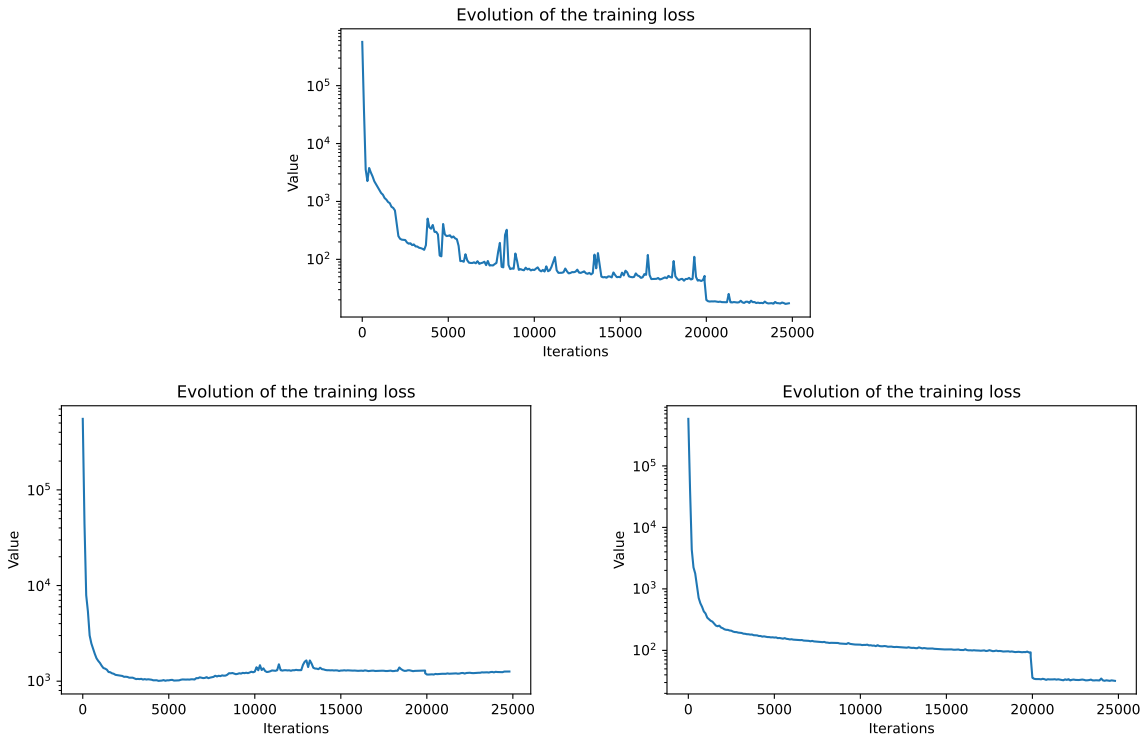 Evolution of the training loss
Value
10^5
10^4
10^3
10^2
0 5000 10000 15000 20000 25000
Iterations
Evolution of the training loss
Value
10^5
10^4
10^3
0 5000 10000 15000 20000 25000
Iterations
Evolution of the training loss
Value
10^5
10^4
10^3
10^2
0 5000 10000 15000 20000 25000
Iterations